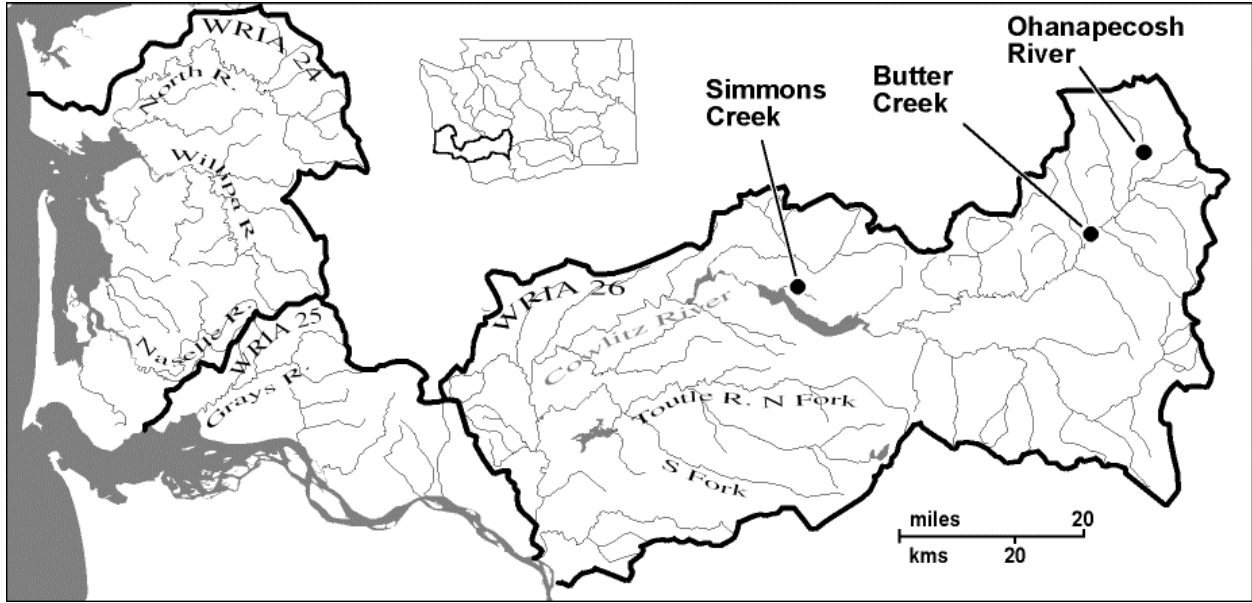 WRIA 24
North R.
Willipa R.
Naselle R.
WRIA 25
Grays R.
WRIA 26
Cowlitz River
Toutle R. N Fork
S Fork
Simmons
Creek
Butter
Creek
Ohanapecosh
River
miles 20
kms 20